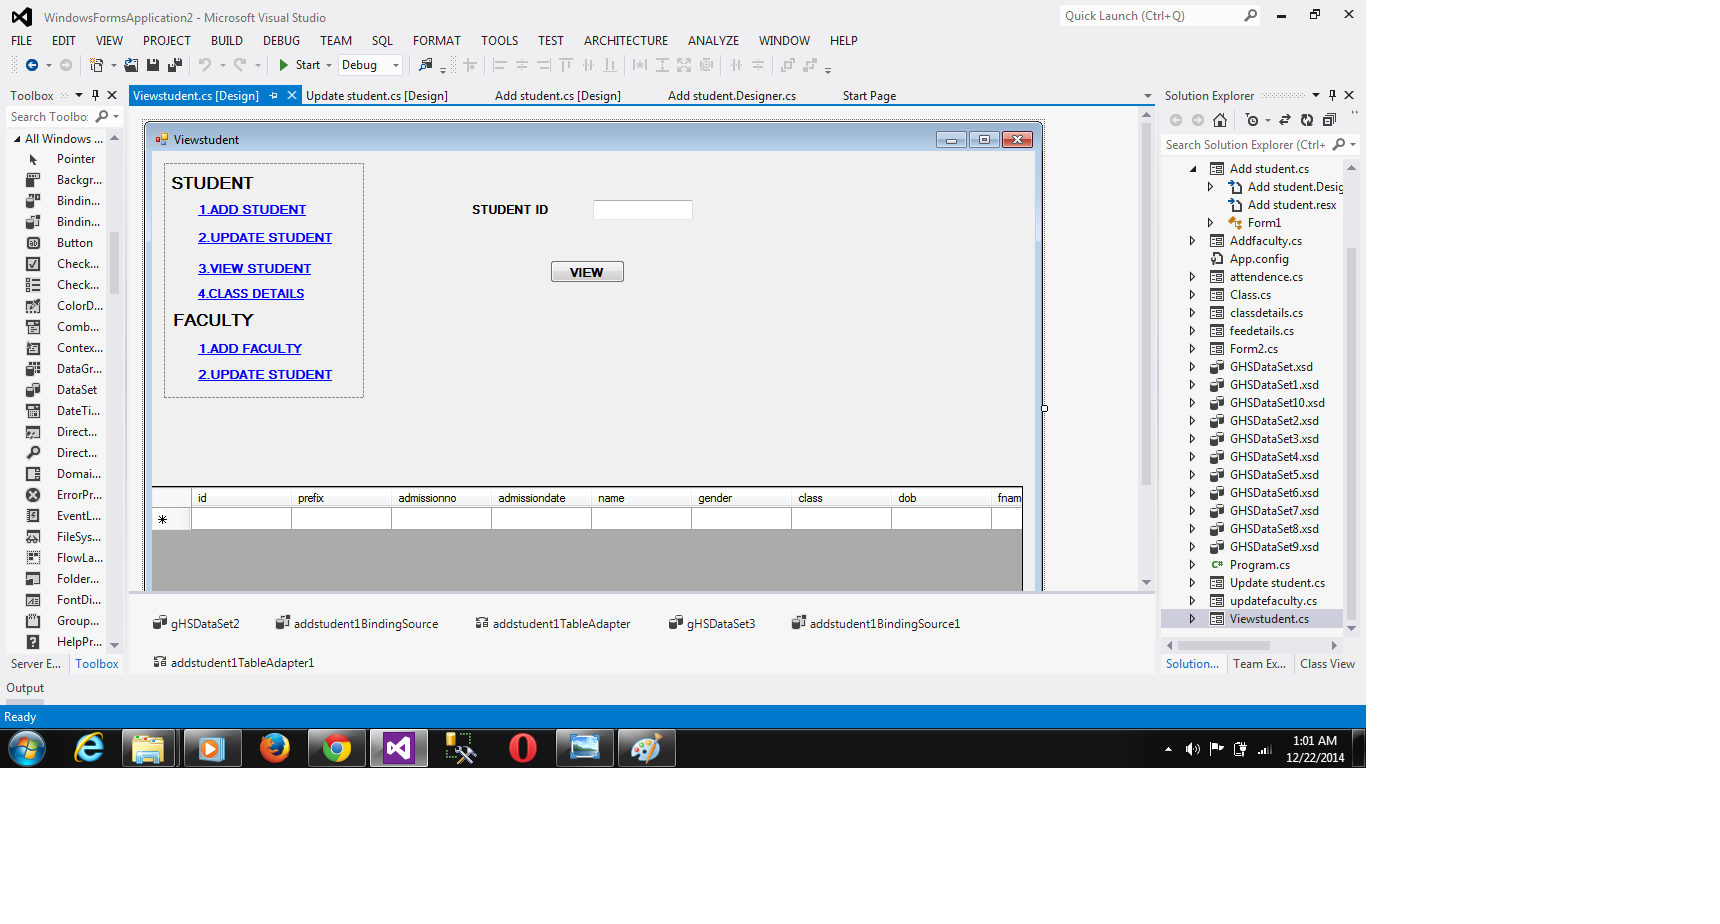 WindowsFormsApplication2 - Microsoft Visual Studio
Quick Launch (Ctrl+Q)
FILE EDIT VIEW PROJECT BUILD DEBUG TEAM SQL FORMAT TOOLS TEST ARCHITECTURE ANALYZE WINDOW HELP
Start Debug
Toolbox
Search Toolbo
All Windows ...
Pointer
Backgr...
Bindin...
Bindin...
Button
Check...
Check...
ColorD...
Comb...
Contex...
DataGr...
DataSet
DateTi...
Direct...
Direct...
Domai...
ErrorPr...
EventL...
FileSys...
FlowLa...
Folder...
FontDi...
Group...
HelpPr...
Server E... Toolbox
Viewstudent.cs [Design] Update student.cs [Design] Add student.cs [Design] Add student.Designer.cs Start Page
Viewstudent
STUDENT
1.ADD STUDENT
2.UPDATE STUDENT
3.VIEW STUDENT
4.CLASS DETAILS
FACULTY
1.ADD FACULTY
2.UPDATE STUDENT
STUDENT ID
VIEW
id prefix admissionno admissiondate name gender class dob fnam
gHSDataSet2 addstudent1BindingSource addstudent1TableAdapter gHSDataSet3 addstudent1BindingSource1
addstudent1TableAdapter1
Solution Explorer
Search Solution Explorer (Ctrl+
Add student.cs
Add student.Desig
Add student.resx
Form1
Addfaculty.cs
App.config
attendence.cs
Class.cs
classdetails.cs
feedetails.cs
Form2.cs
GHSDataSet.xsd
GHSDataSet1.xsd
GHSDataSet10.xsd
GHSDataSet2.xsd
GHSDataSet3.xsd
GHSDataSet4.xsd
GHSDataSet5.xsd
GHSDataSet6.xsd
GHSDataSet7.xsd
GHSDataSet8.xsd
GHSDataSet9.xsd
C# Program.cs
Update student.cs
updatefaculty.cs
Viewstudent.cs
Solution... Team Ex... Class View
Output
Ready
1:01 AM
12/22/2014